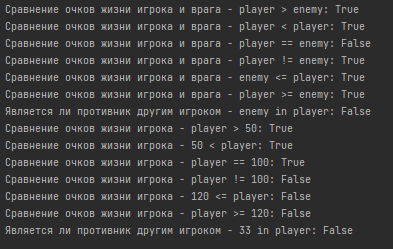 Сравнение очков жизни игрока и врага - player > enemy: True
Сравнение очков жизни игрока и врага - enemy < player: True
Сравнение очков жизни игрока и врага - player == enemy: False
Сравнение очков жизни игрока и врага - player != enemy: True
Сравнение очков жизни игрока и врага - enemy <= player: True
Сравнение очков жизни игрока и врага - player >= enemy: True
Является ли противник другим игроком - enemy in player: False
Сравнение очков жизни игрока - player > 50: True
Сравнение очков жизни игрока - 50 < player: True
Сравнение очков жизни игрока - player == 100: True
Сравнение очков жизни игрока - player != 100: False
Сравнение очков жизни игрока - 120 <= player: False
Сравнение очков жизни игрока - player >= 120: False
Является ли противник другим игроком - 33 in player: False